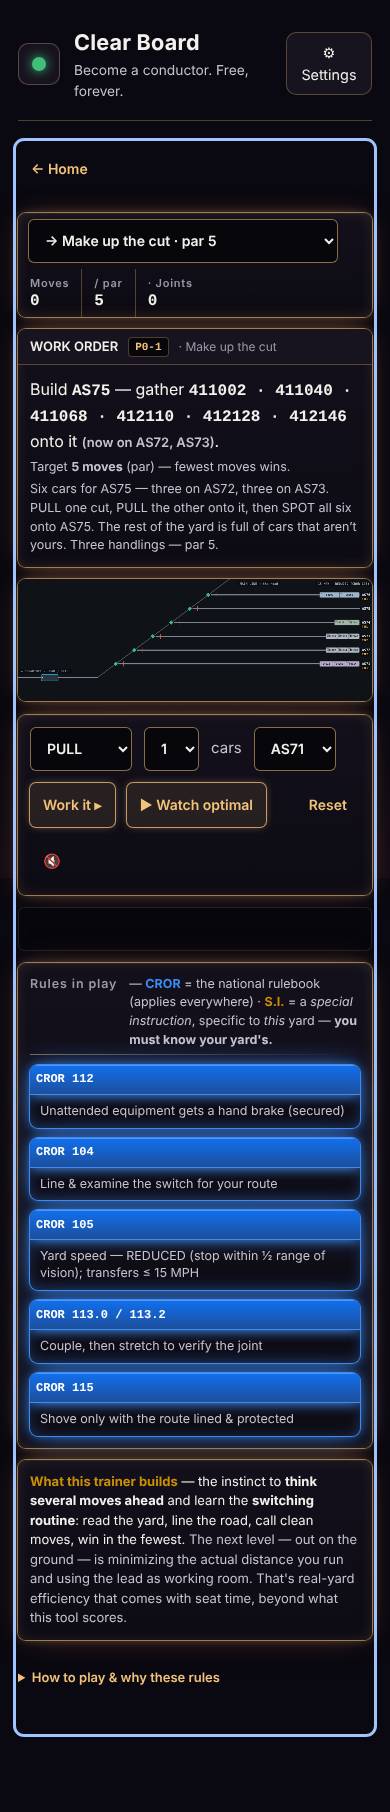 Clear Board
Become a conductor. Free,
forever.
⚙
Settings
← Home
→ Make up the cut · par 5
Moves / par · Joints
0 5 0
WORK ORDER P0-1 · Make up the cut
Build AS75 — gather 411002 · 411040 ·
411068 · 412110 · 412128 · 412146
onto it (now on AS72, AS73).
Target 5 moves (par) — fewest moves wins.
Six cars for AS75 — three on AS72, three on AS73.
PULL one cut, PULL the other onto it, then SPOT all six
onto AS75. The rest of the yard is full of cars that aren't
yours. Three handlings — par 5.
PULL 1 cars AS71
Work it ▸ ▶ Watch optimal Reset
Rules in play — CROR = the national rulebook
(applies everywhere) · S.I. = a special
instruction, specific to this yard — you
must know your yard's.
CROR 112
Unattended equipment gets a hand brake (secured)
CROR 104
Line & examine the switch for your route
CROR 105
Yard speed — REDUCED (stop within ½ range of
vision); transfers ≤ 15 MPH
CROR 113.0 / 113.2
Couple, then stretch to verify the joint
CROR 115
Shove only with the route lined & protected
What this trainer builds — the instinct to think
several moves ahead and learn the switching
routine: read the yard, line the road, call clean
moves, win in the fewest. The next level — out on the
ground — is minimizing the actual distance you run
and using the lead as working room. That's real-yard
efficiency that comes with seat time, beyond what
this tool scores.
▶ How to play & why these rules